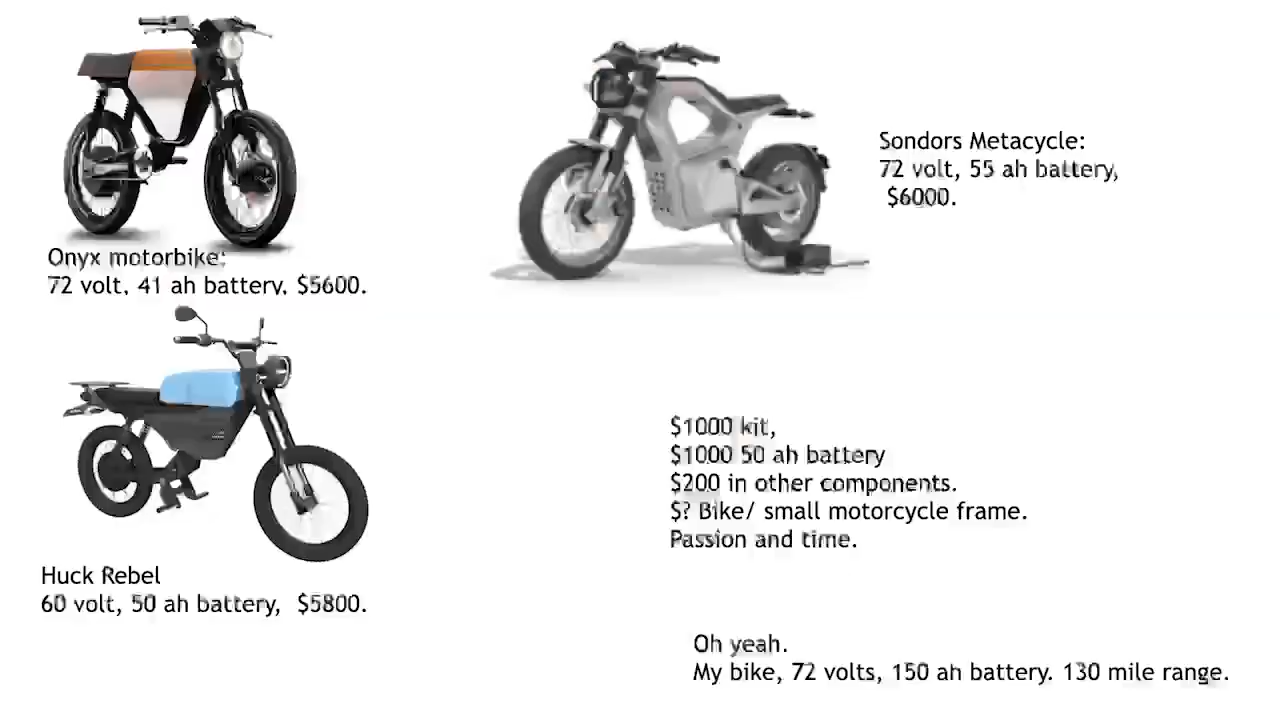 Onyx motorbike:
72 volt, 41 ah battery, $5600.
Sondors Metacycle:
72 volt, 55 ah battery,
$6000.
Huck Rebel
60 volt, 50 ah battery, $5800.
$1000 kit,
$1000 50 ah battery
$200 in other components.
$? Bike/ small motorcycle frame.
Passion and time.
Oh yeah.
My bike, 72 volts, 150 ah battery. 130 mile range.